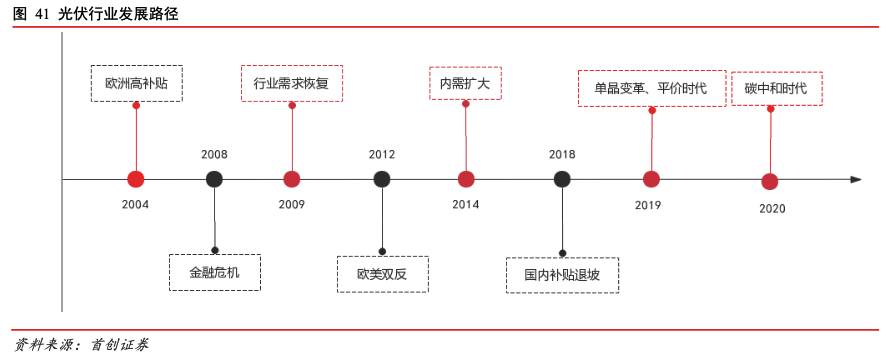 图 41 光伏行业发展路径
欧洲高补贴
行业需求恢复
内需扩大
单晶变革、平价时代
碳中和时代
2008
2012
2018
2004
2009
2014
2019
2020
金融危机
欧美双反
国内补贴退坡
资料来源：首创证券